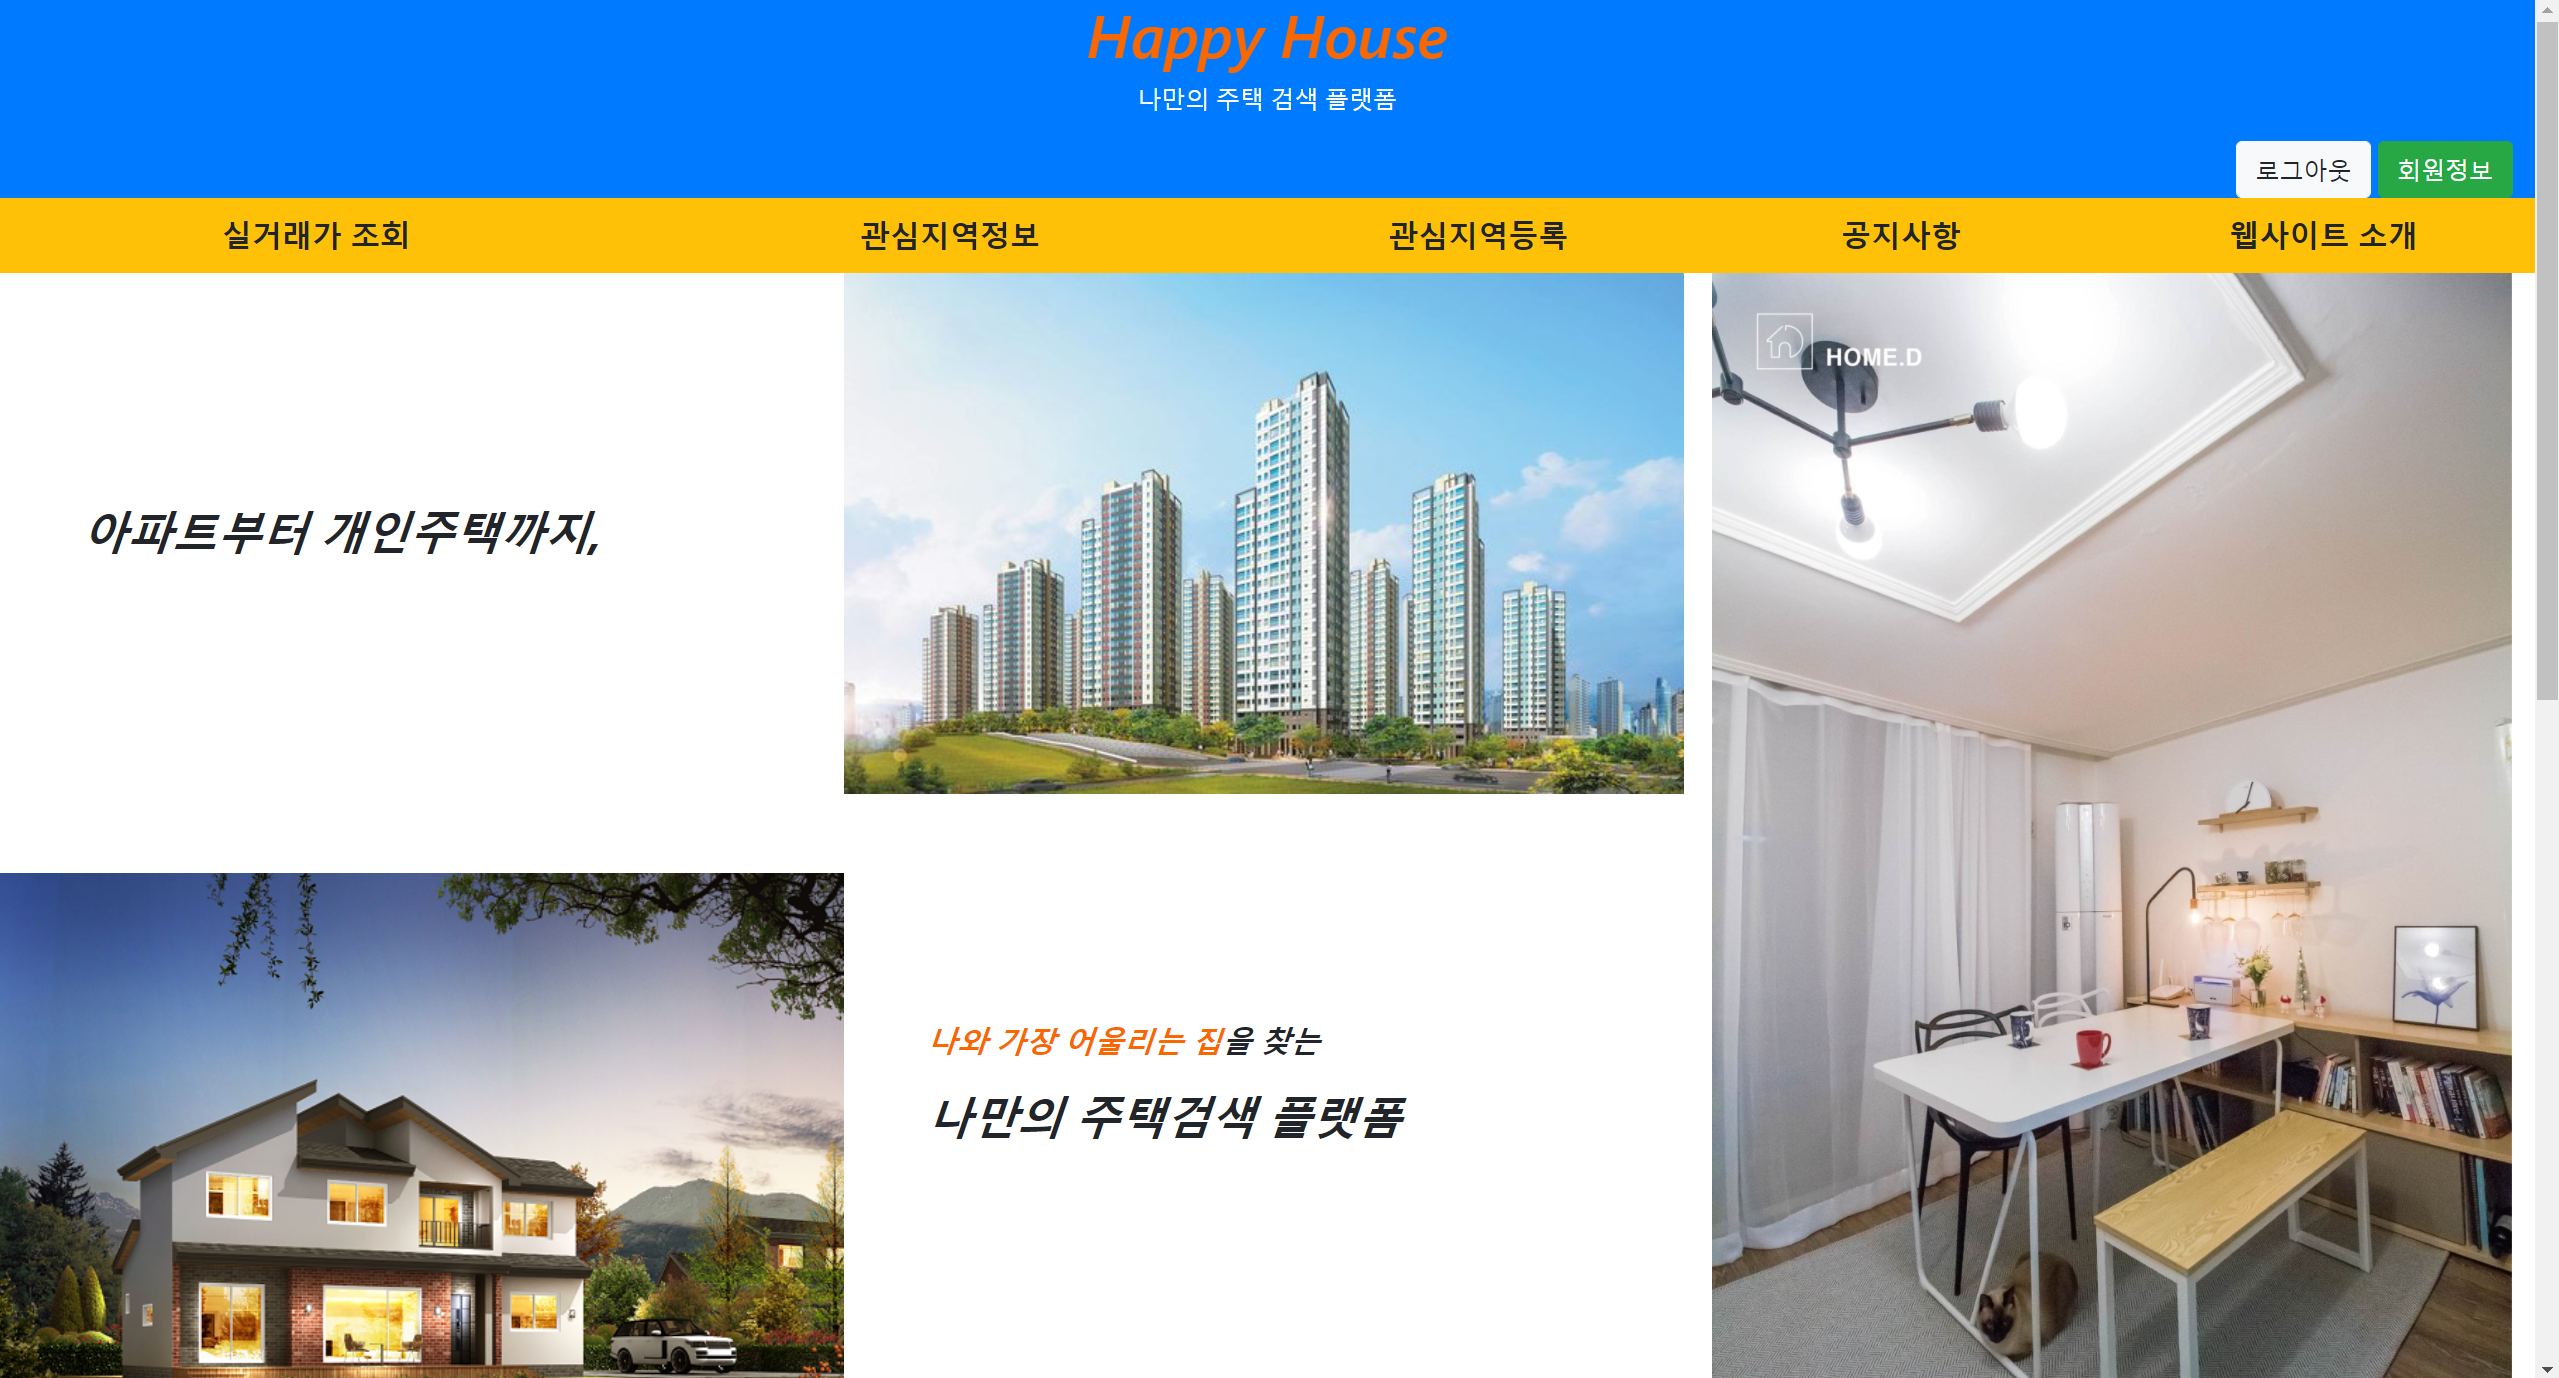 Happy House
나만의 주택 검색 플랫폼
로그아웃 회원정보
실거래가 조회 관심지역정보 관심지역등록 공지사항 웹사이트 소개
HOME.D
아파트부터 개인주택까지,
나와 가장 어울리는 집을 찾는
나만의 주택검색 플랫폼